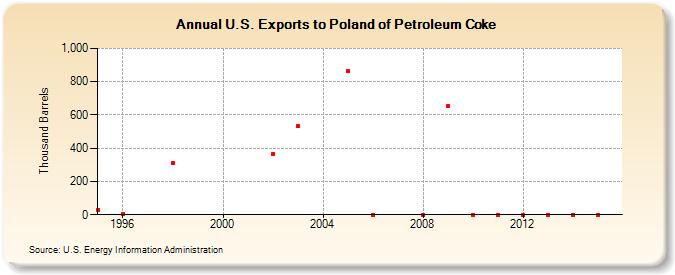 Annual U.S. Exports to Poland of Petroleum Coke
Thousand Barrels
1,000
800
600
400
200
0
1996 2000 2004 2008 2012
Source: U.S. Energy Information Administration